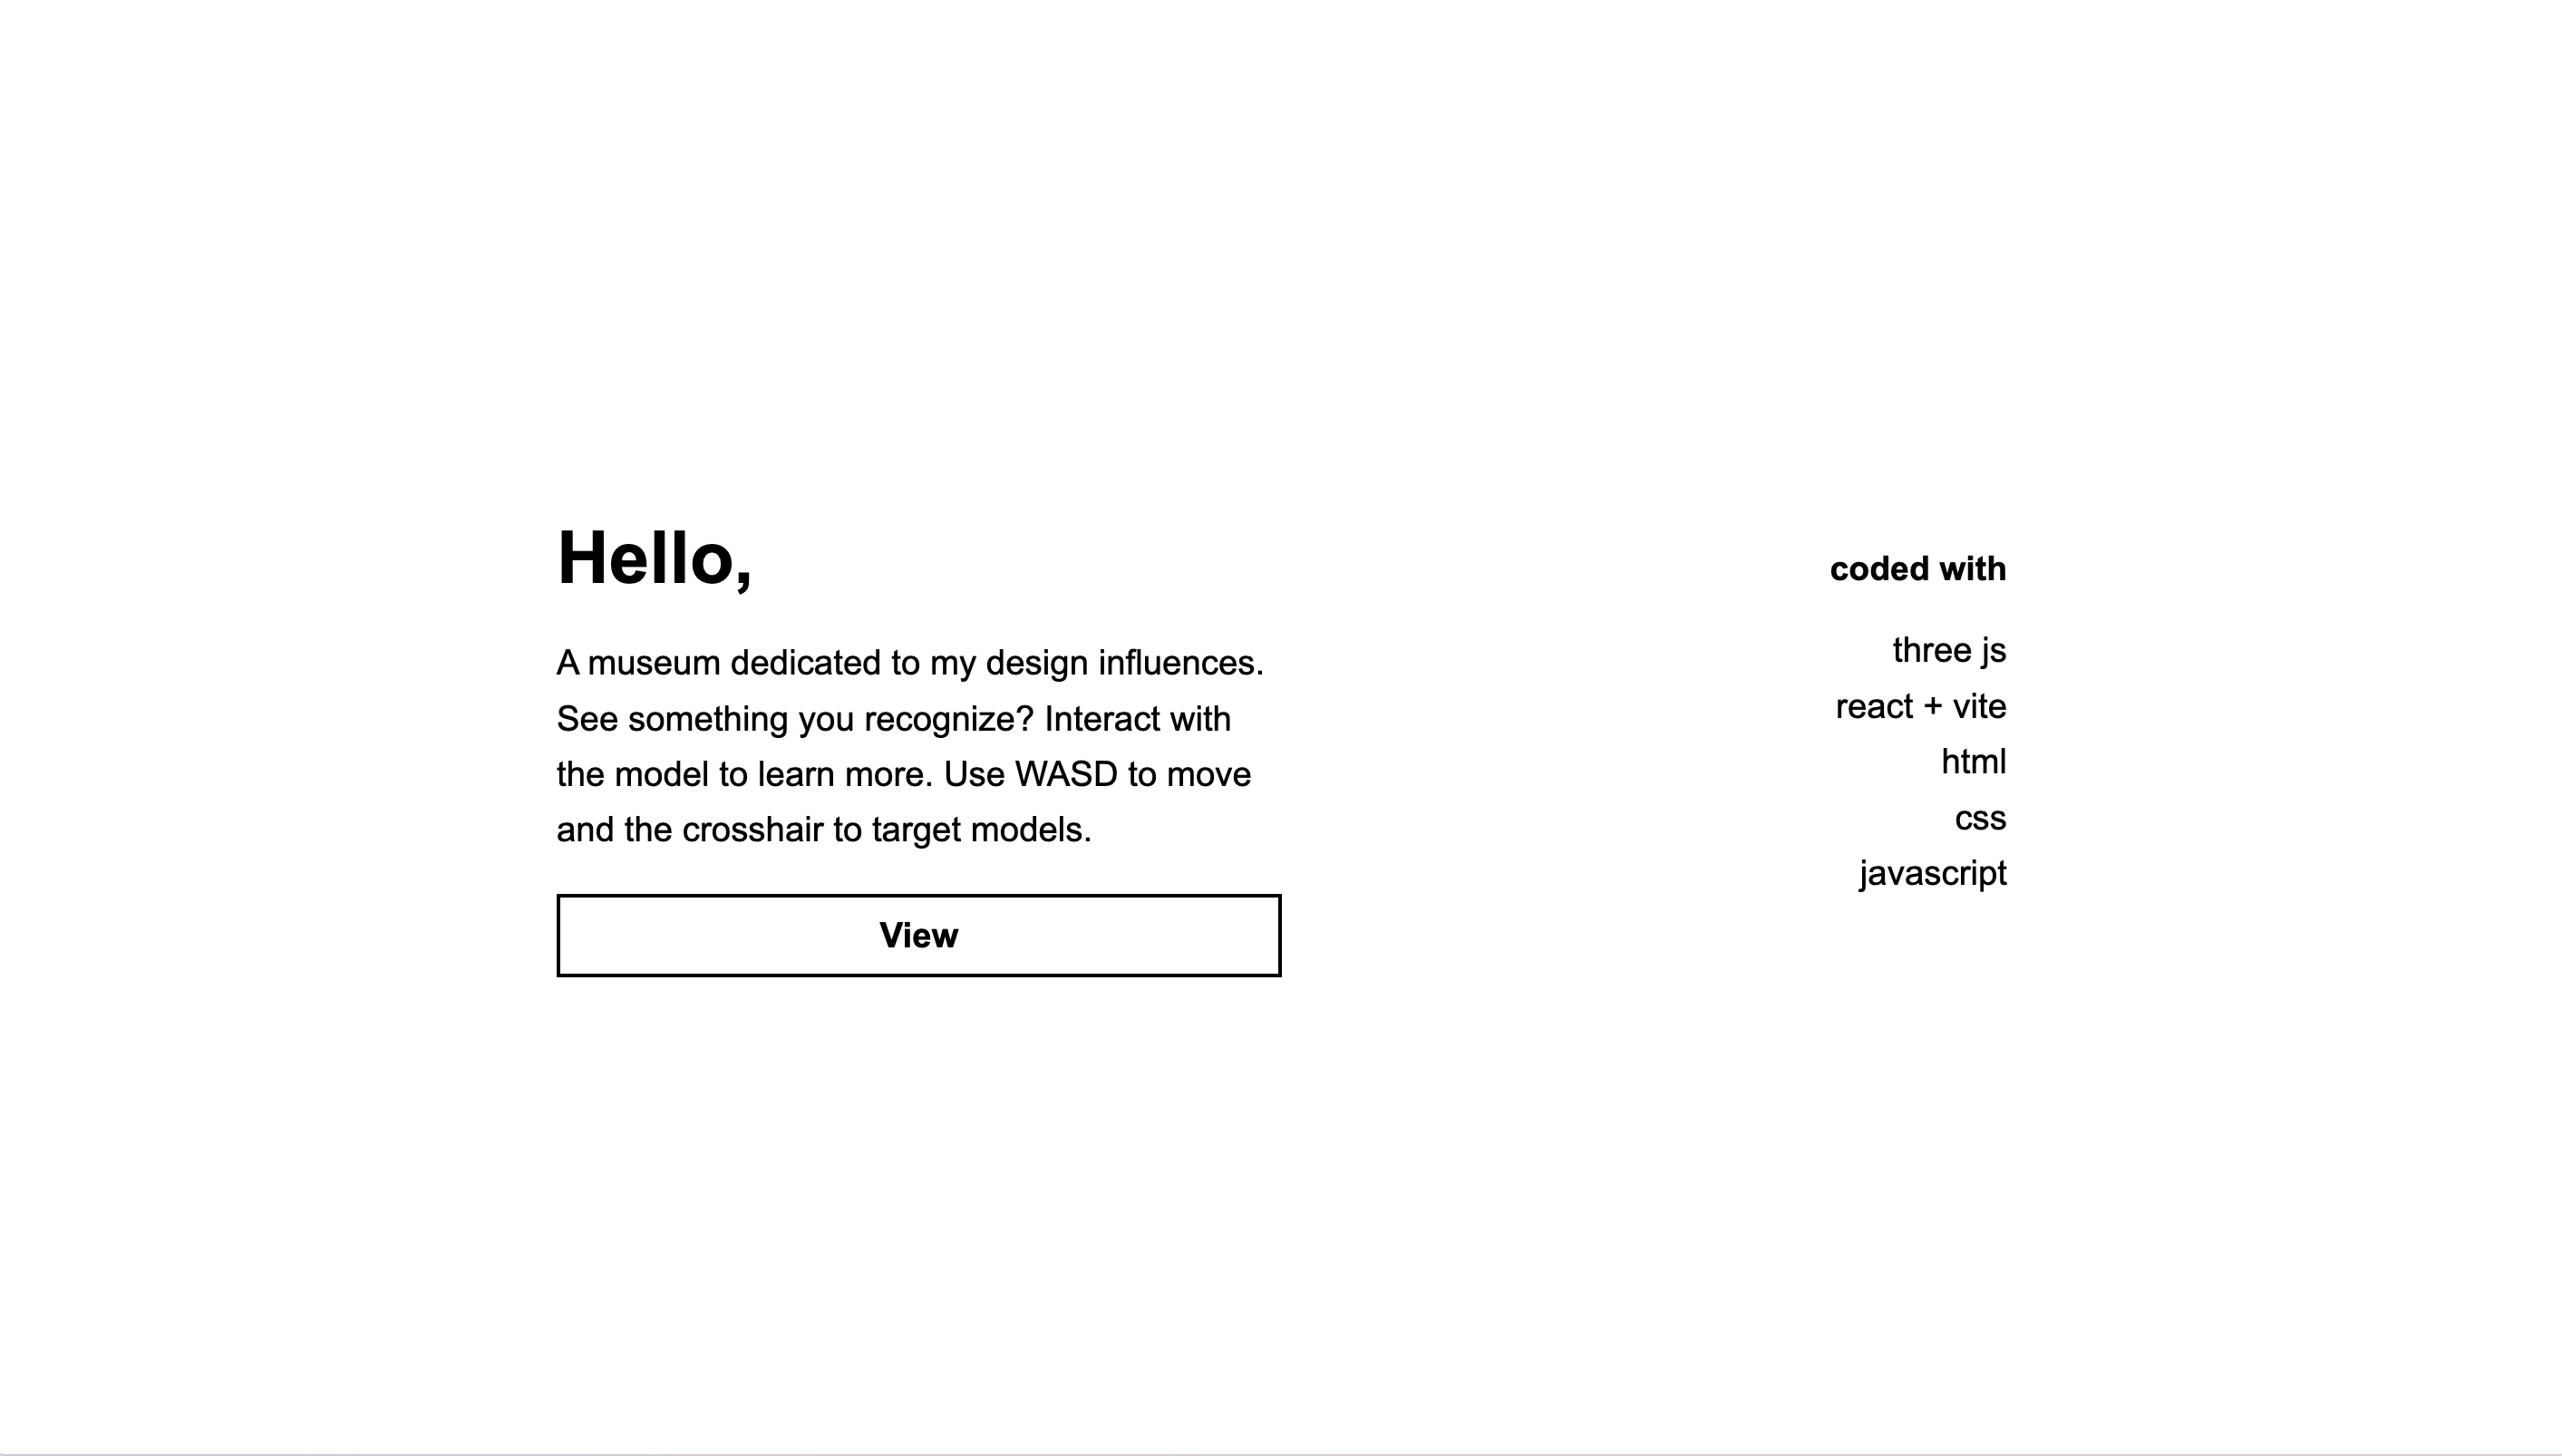 Hello,
A museum dedicated to my design influences.
See something you recognize? Interact with
the model to learn more. Use WASD to move
and the crosshair to target models.
View
coded with
three js
react + vite
html
css
javascript